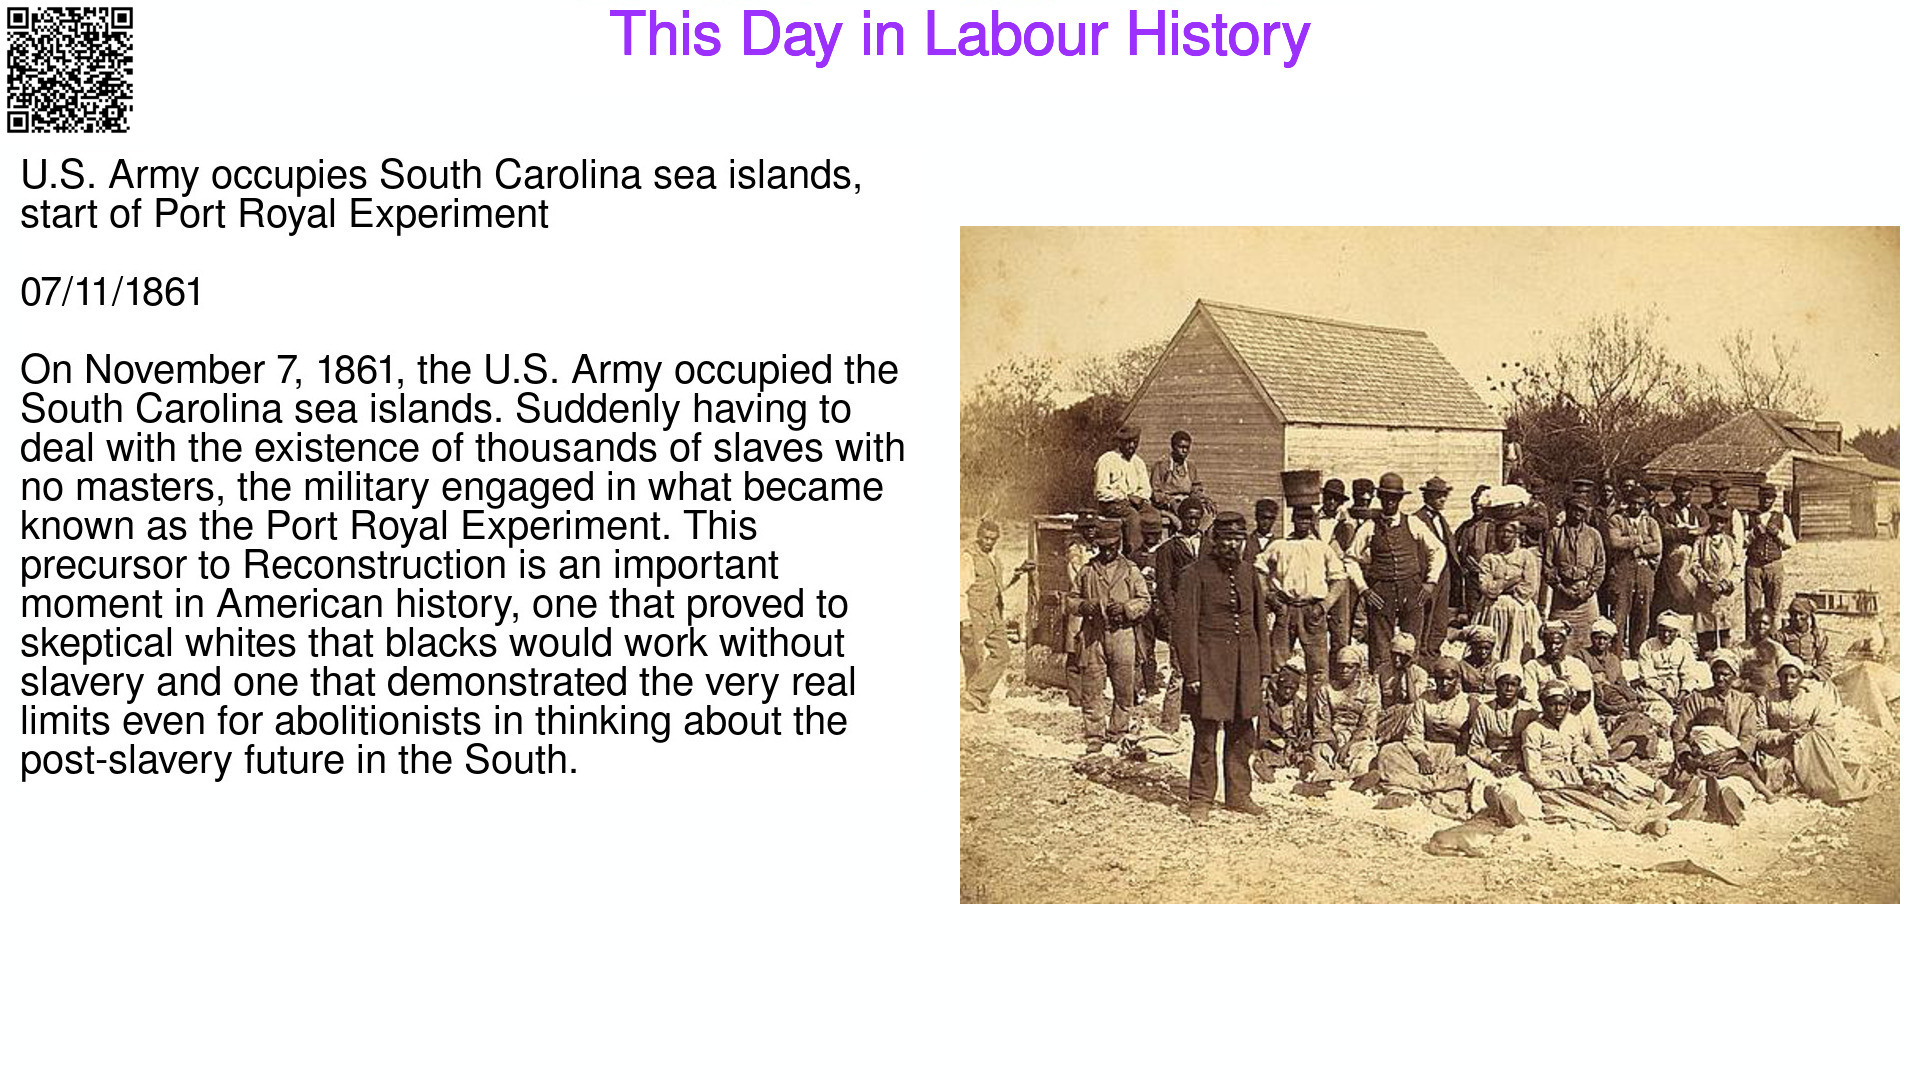 This Day in Labour History
U.S. Army occupies South Carolina sea islands,
start of Port Royal Experiment
07/11/1861
On November 7, 1861, the U.S. Army occupied the
South Carolina sea islands. Suddenly having to
deal with the existence of thousands of slaves with
no masters, the military engaged in what became
known as the Port Royal Experiment. This
precursor to Reconstruction is an important
moment in American history, one that proved to
skeptical whites that blacks would work without
slavery and one that demonstrated the very real
limits even for abolitionists in thinking about the
post-slavery future in the South.